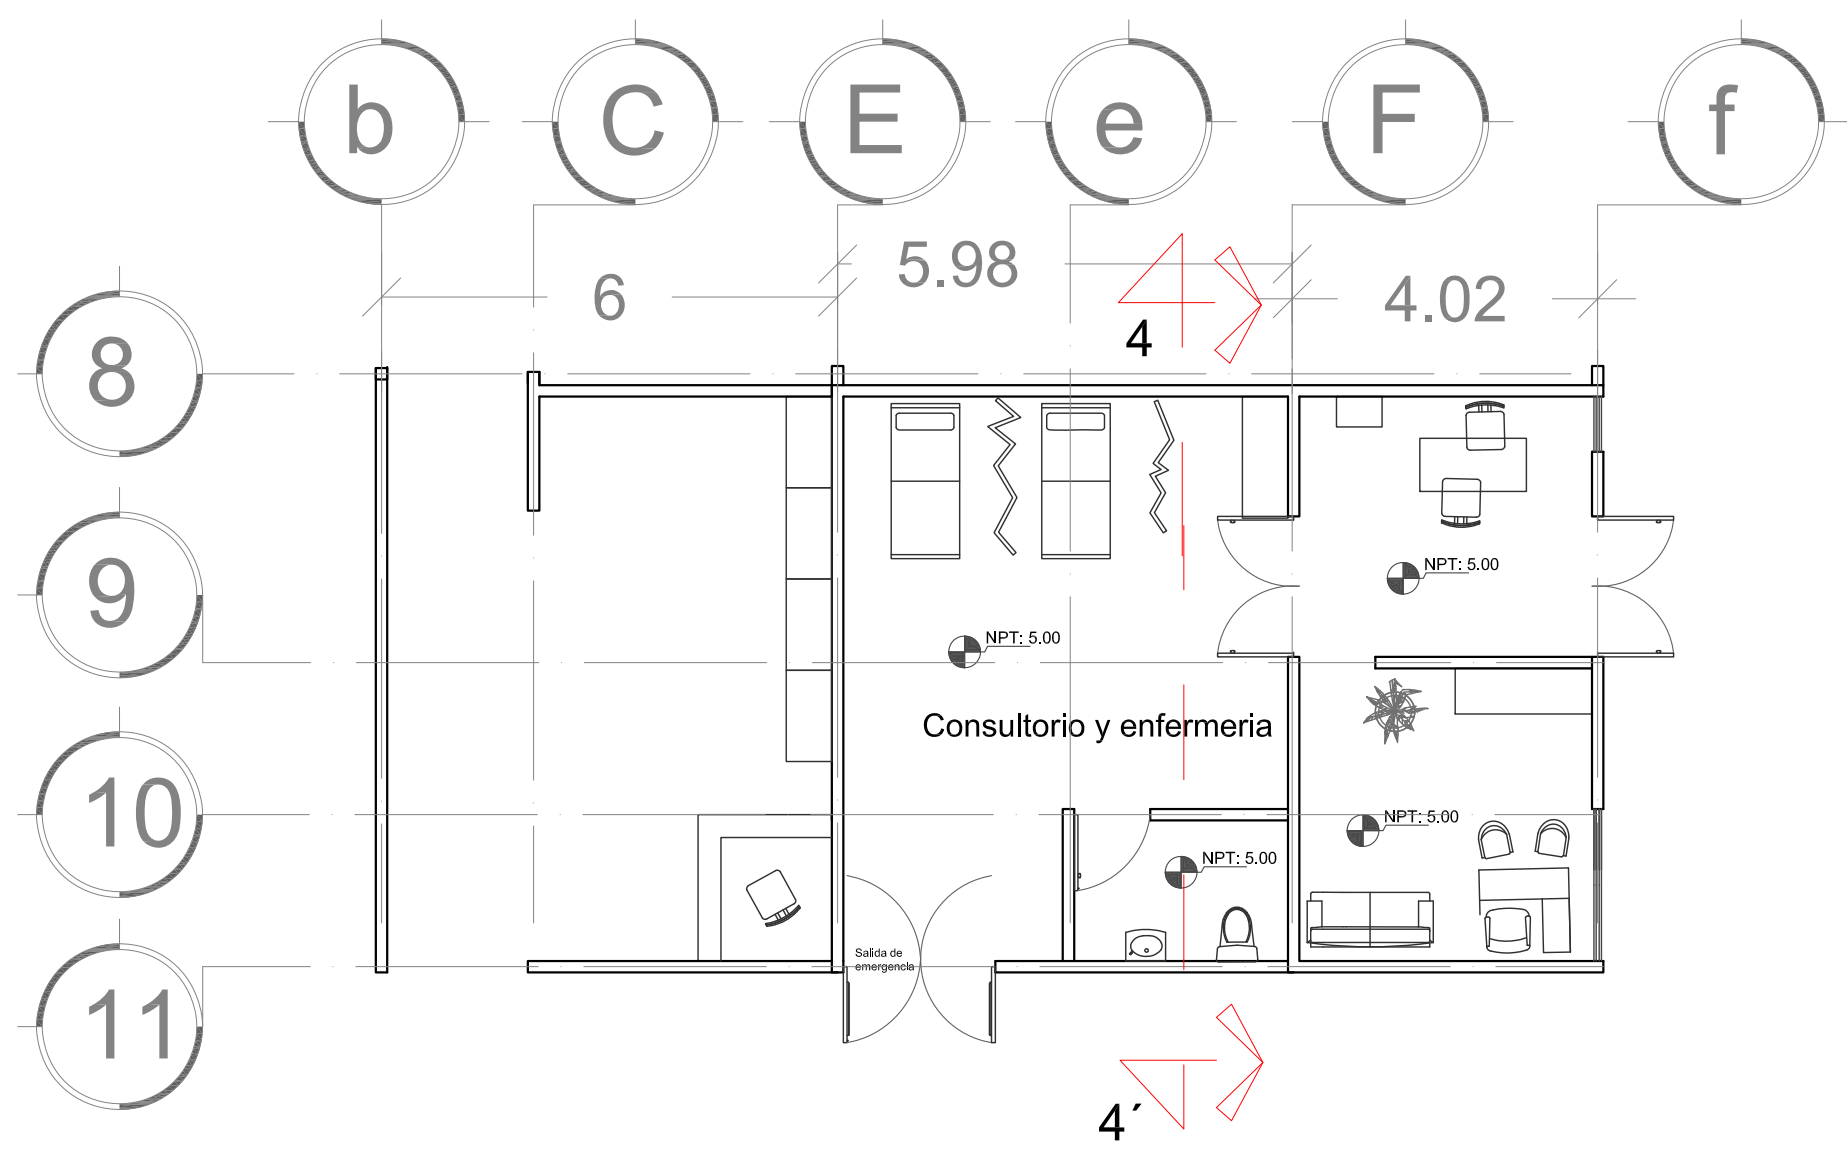 b C E e F f
5.98
6
4.02
4
8
9
NPT: 5.00
NPT: 5.00
Consultorio y enfermeria
10
NPT: 5.00
NPT: 5.00
Salida de
emergencia
11
4´